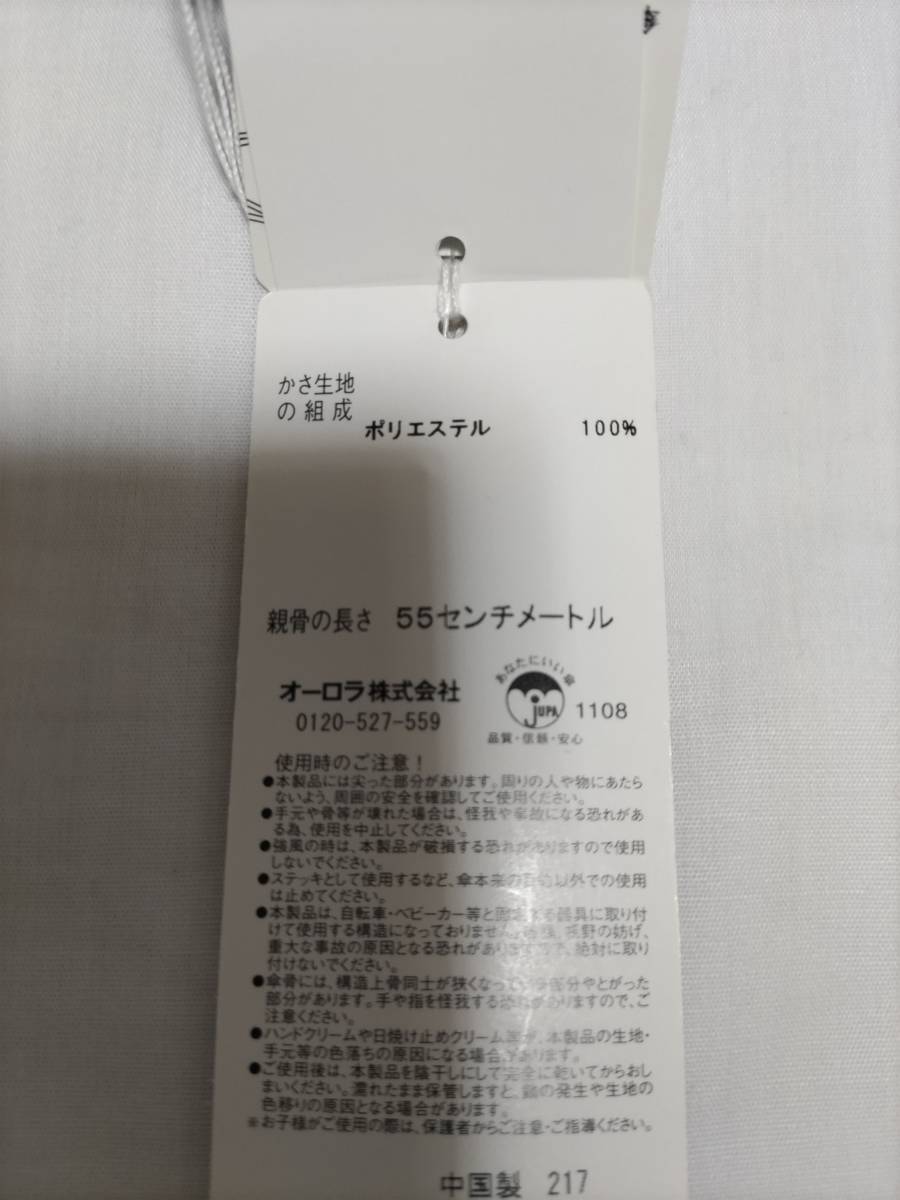 かさ生地
の組成
ポリエステル 100%
親骨の長さ 55センチメートル
オーロラ株式会社
0120-527-559
あなたにいい傘
JUPA
1108
品質・信頼・安心
使用時のご注意!
●本製品には尖った部分があります。周りの人や物にあたら
ないよう、周囲の安全を確認してご使用ください。
●手元や骨等が壊れた場合は、怪我や事故になる恐れがあ
る為、使用を中止してください。
●強風の時は、本製品が破損する恐れがありますので使用
しないでください。
●ステッキとして使用するなど、傘本来の目的以外での使用
は止めてください。
●本製品は、自転車・ベビーカー等と固定する器具に取り付
けて使用する構造になっておりません。視野の妨げ、
重大な事故の原因となる恐れがありますので、絶対に取り
付けないでください。
●傘骨には、構造上骨同士が狭くなっている部分やとがった
部分があります。手や指を怪我する恐れがありますので、ご
注意ください。
●ハンドクリームや日焼け止めクリーム等が、本製品の生地・
手元等の色落ちの原因になる場合があります。
●ご使用後は、本製品を陰干しにして完全に乾いてからおし
まいください。濡れたまま保管しますと、錆の発生や生地の
色移りの原因となる場合があります。
※お子様がご使用の際は、保護者からご注意・ご指導ください。
中国製 217